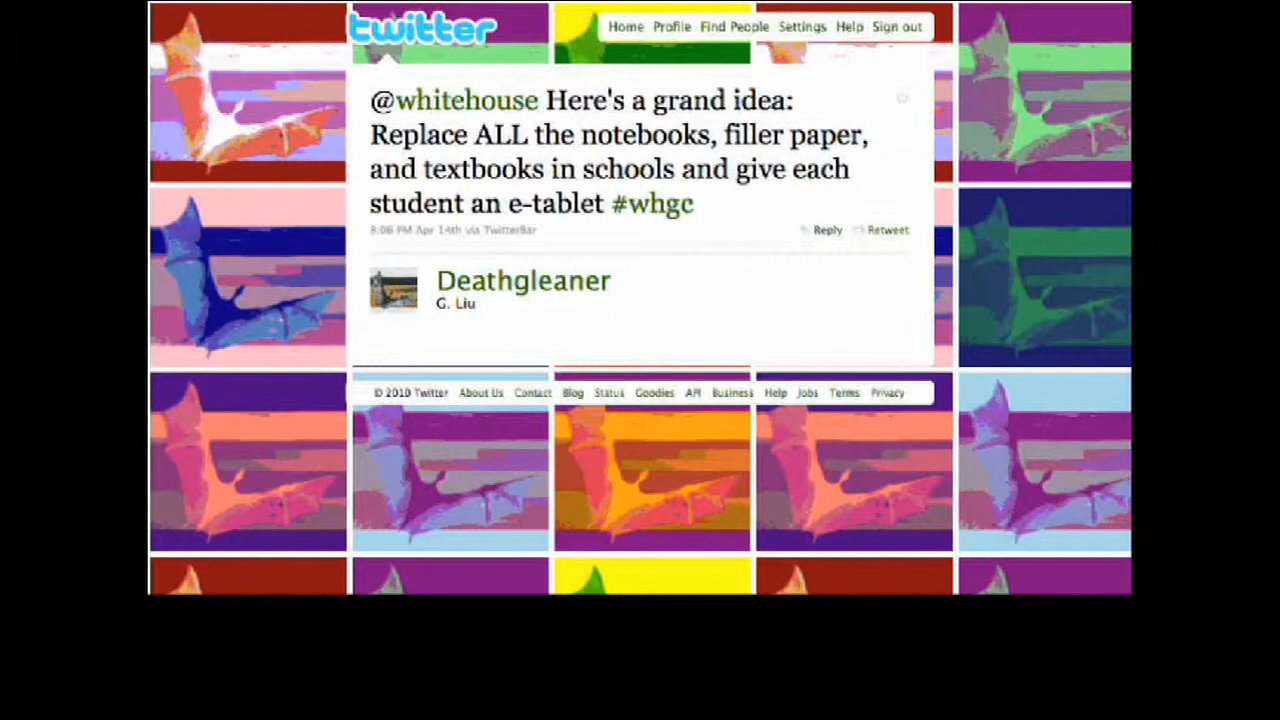 twitter
Home Profile Find People Settings Help Sign out
@whitehouse Here's a grand idea:
Replace ALL the notebooks, filler paper,
and textbooks in schools and give each
student an e-tablet #whgc
8:06 PM Apr 14th via TwitterBar
Reply Retweet
Deathgleaner
G. Liu
© 2010 Twitter About Us Contact Blog Status Goodies API Business Help Jobs Terms Privacy